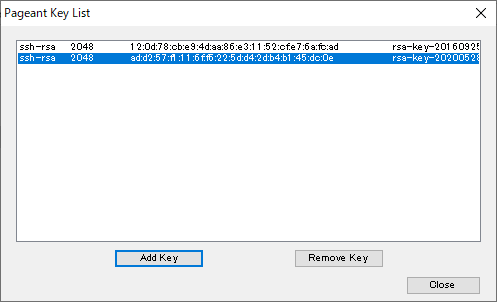 Pageant Key List
ssh-rsa 2048 12:0d:78:cb:e9:4d:aa:86:e3:11:52:cf:e7:6a:fc:ad rsa-key-20160925
ssh-rsa 2048 ad:d2:57:f1:11:6f:f5:22:5d:d4:2d:b4:b1:45:dc:0e rsa-key-20200528
Add Key
Remove Key
Close